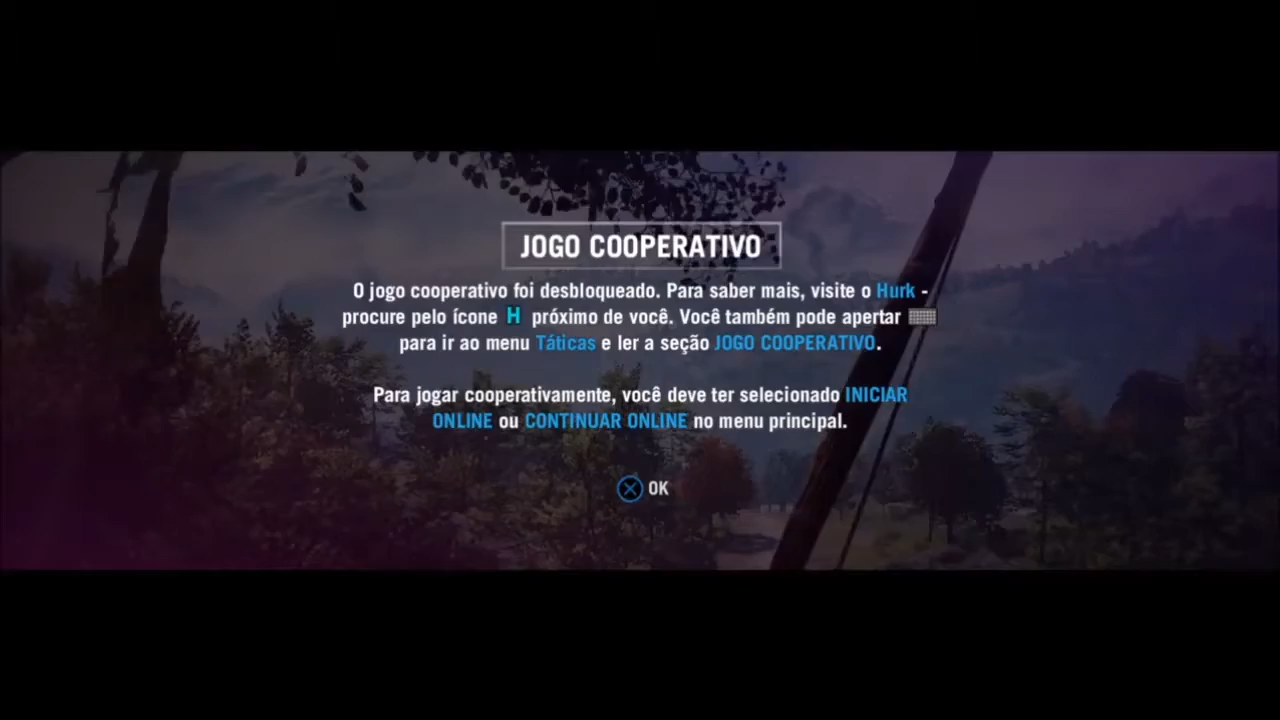 JOGO COOPERATIVO
O jogo cooperativo foi desbloqueado. Para saber mais, visite o Hurk -
procure pelo ícone H próximo de você. Você também pode apertar
para ir ao menu Táticas e ler a seção JOGO COOPERATIVO.
Para jogar cooperativamente, você deve ter selecionado INICIAR
ONLINE ou CONTINUAR ONLINE no menu principal.
OK